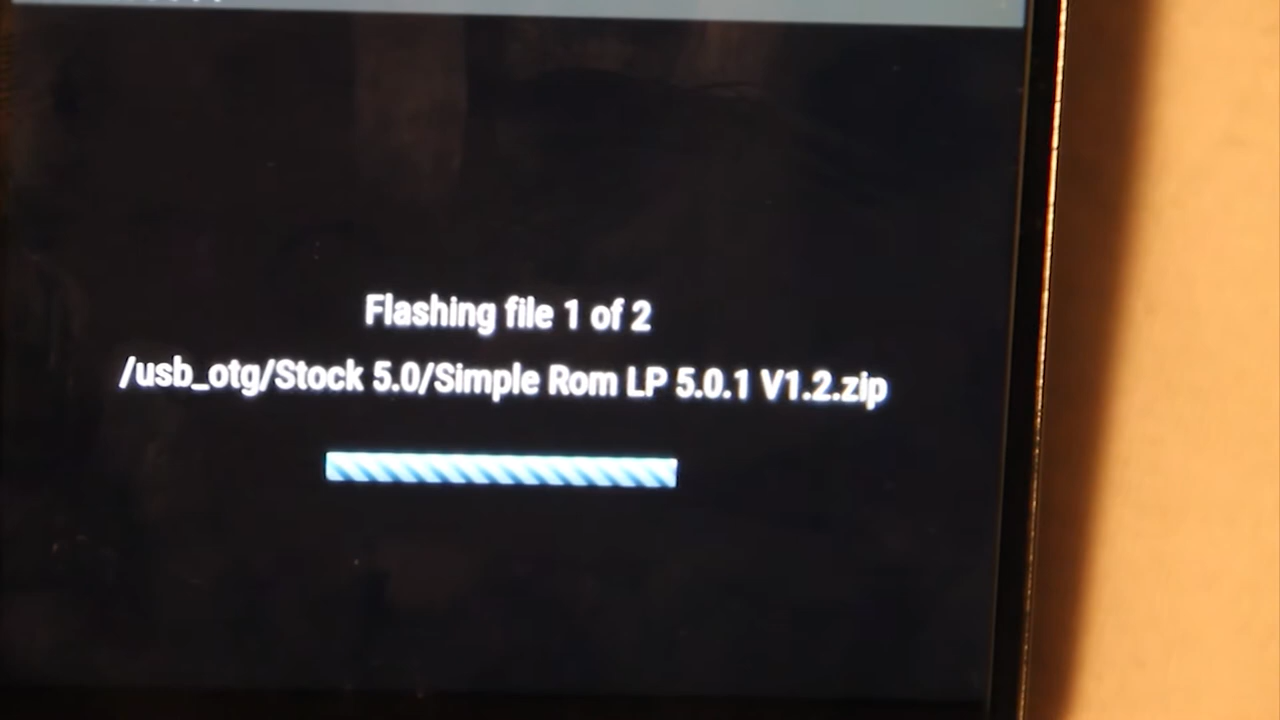 Flashing file 1 of 2
/usb_otg/Stock 5.0/Simple Rom LP 5.0.1 V1.2.zip